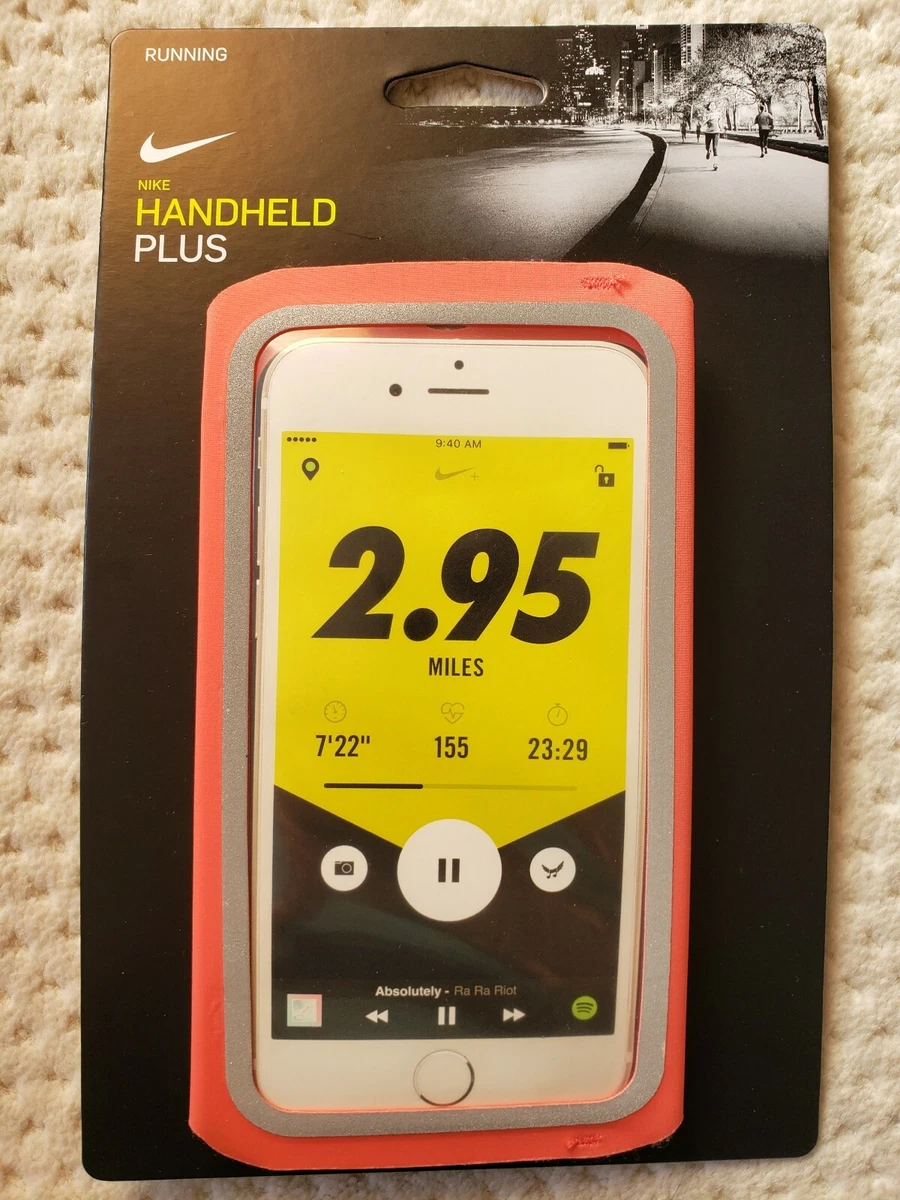 RUNNING
NIKE
HANDHELD
PLUS
9:40 AM
+
2.95
MILES
7'22" 155 23:29
Absolutely - Ra Ra Riot